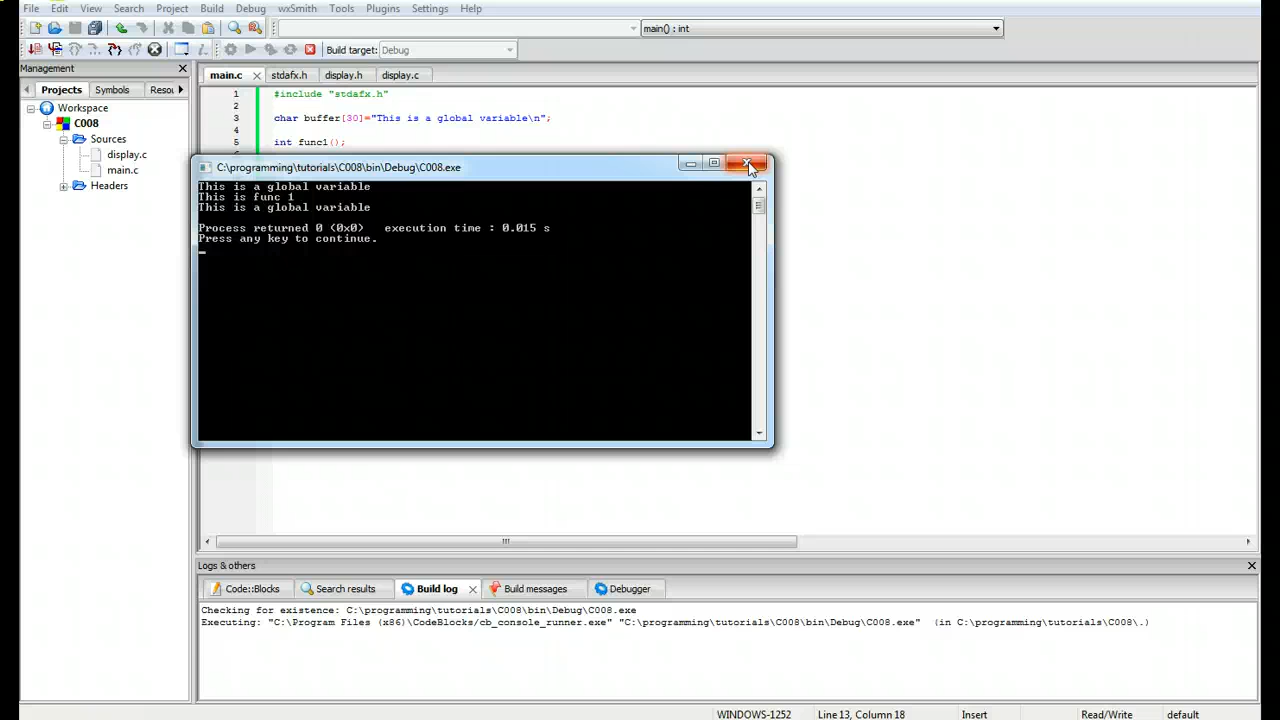 File Edit View Search Project Build Debug wxSmith Tools Plugins Settings Help
main() : int
Build target: Debug
Management
main.c stdafx.h display.h display.c
Projects Symbols Resou
Workspace
C008
Sources
display.c
main.c
Headers
1 #include "stdafx.h"
2
3 char buffer[30]="This is a global variable\n";
4
5 int func1();
C:\programming\tutorials\C008\bin\Debug\C008.exe
This is a global variable
This is func 1
This is a global variable
Process returned 0 (0x0) execution time : 0.015 s
Press any key to continue.
Logs & others
Code::Blocks Search results Build log Build messages Debugger
Checking for existence: C:\programming\tutorials\C008\bin\Debug\C008.exe
Executing: "C:\Program Files (x86)\CodeBlocks/cb_console_runner.exe" "C:\programming\tutorials\C008\bin\Debug\C008.exe" (in C:\programming\tutorials\C008\.)
WINDOWS-1252 Line 13, Column 18 Insert Read/Write default